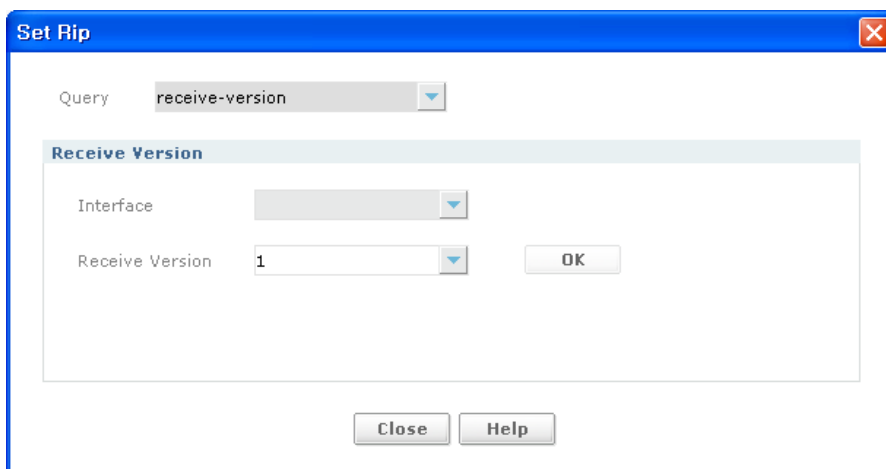 Set Rip
Query receive-version
Receive Version
Interface
Receive Version 1 OK
Close Help